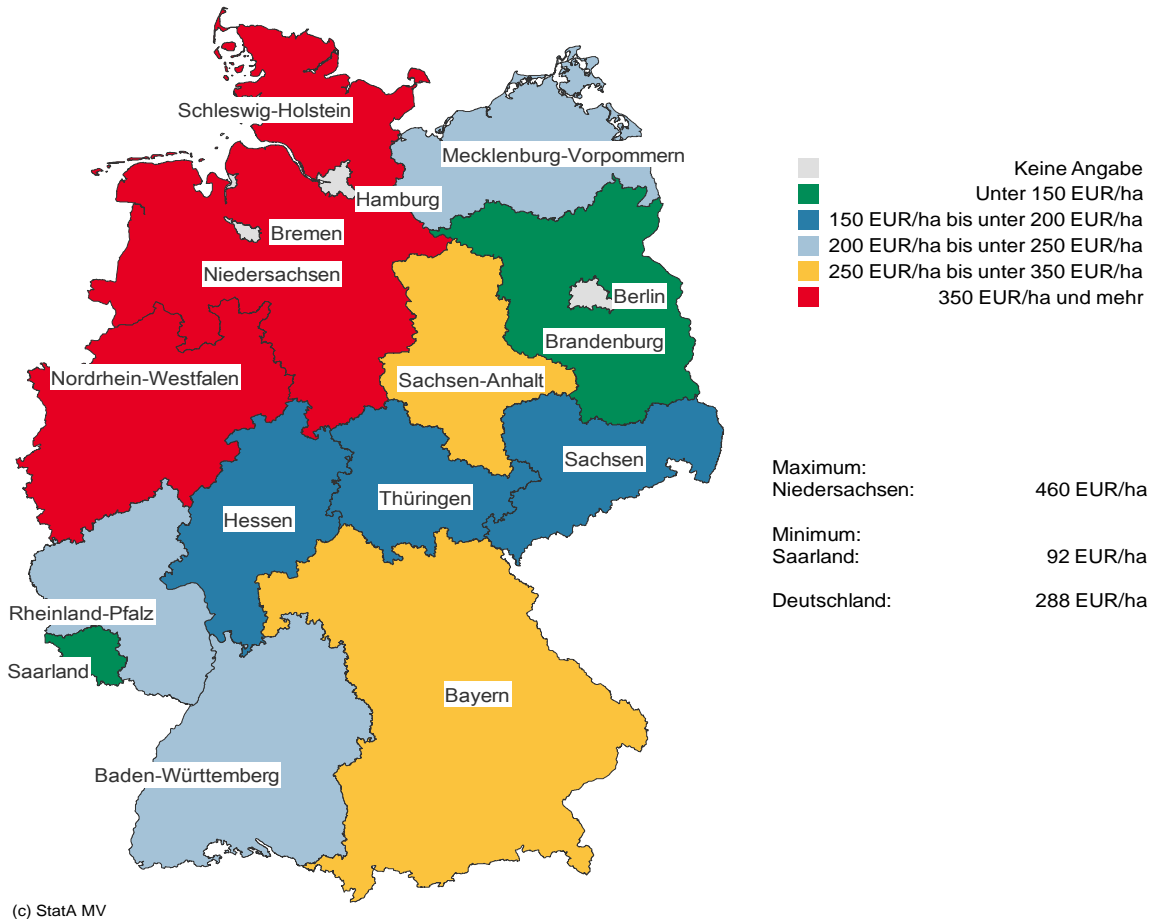 Schleswig-Holstein
Mecklenburg-Vorpommern
Hamburg
Bremen
Niedersachsen
Berlin
Brandenburg
Nordrhein-Westfalen
Sachsen-Anhalt
Sachsen
Thüringen
Hessen
Rheinland-Pfalz
Saarland
Bayern
Baden-Württemberg
Keine Angabe
Unter 150 EUR/ha
150 EUR/ha bis unter 200 EUR/ha
200 EUR/ha bis unter 250 EUR/ha
250 EUR/ha bis unter 350 EUR/ha
350 EUR/ha und mehr
Maximum:
Niedersachsen: 460 EUR/ha
Minimum:
Saarland: 92 EUR/ha
Deutschland: 288 EUR/ha
(c) StatA MV